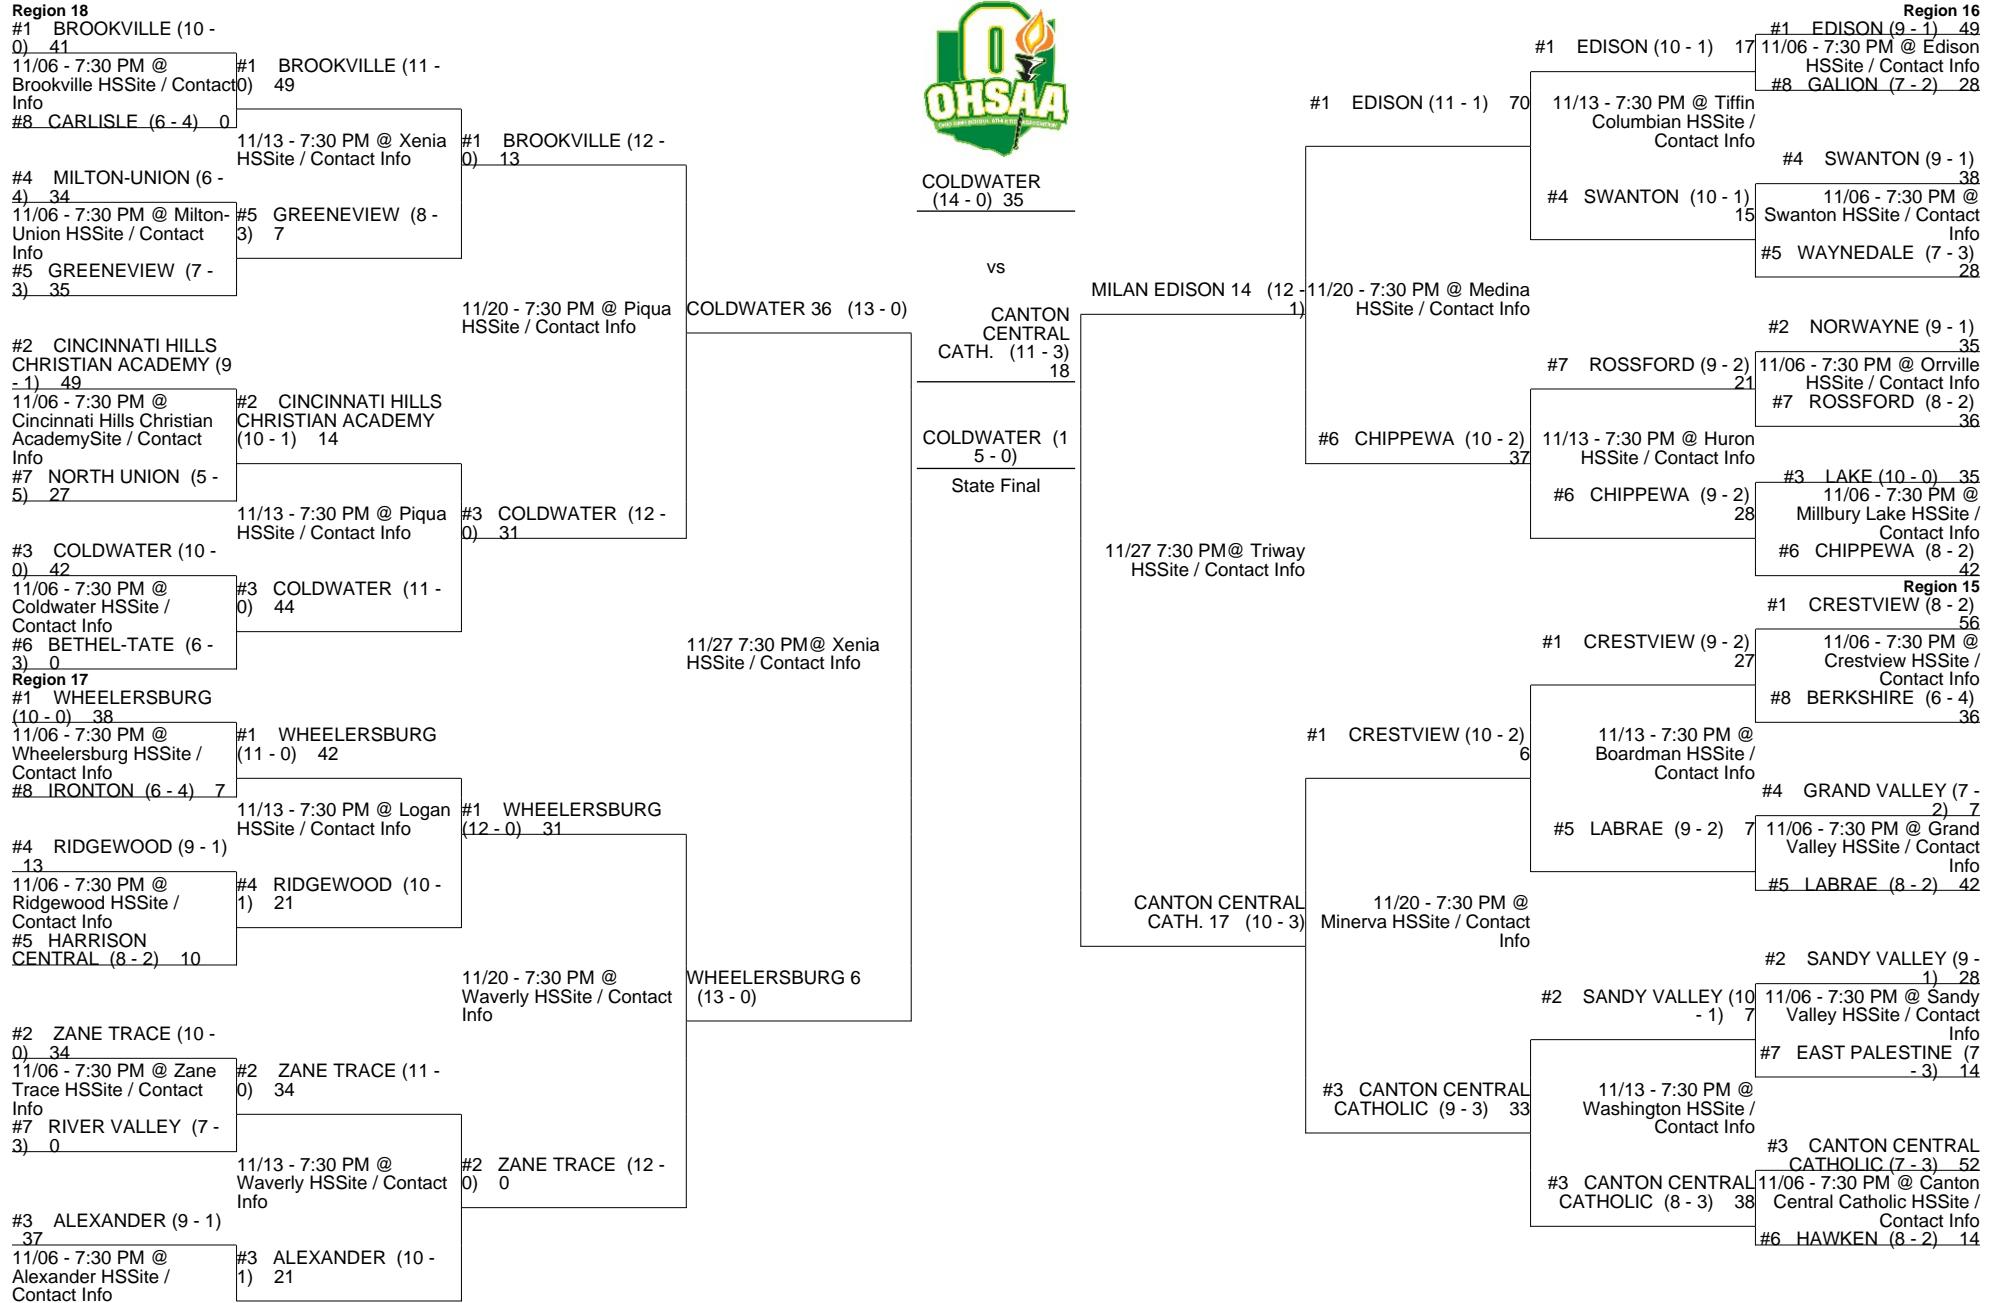 Region 18
#1 BROOKVILLE (10 -
0) 41
11/06 - 7:30 PM @
Brookville HSSite / Contact
Info
#8 CARLISLE (6 - 4) 0
#4 MILTON-UNION (6 -
4) 34
11/06 - 7:30 PM @ Milton-
Union HSSite / Contact
Info
#5 GREENEVIEW (7 -
3) 35
#2 CINCINNATI HILLS
CHRISTIAN ACADEMY (9
- 1) 49
11/06 - 7:30 PM @
Cincinnati Hills Christian
AcademySite / Contact
Info
#7 NORTH UNION (5 -
5) 27
#3 COLDWATER (10 -
0) 42
11/06 - 7:30 PM @
Coldwater HSSite /
Contact Info
#6 BETHEL-TATE (6 -
3) 0
Region 17
#1 WHEELERSBURG
(10 - 0) 38
11/06 - 7:30 PM @
Wheelersburg HSSite /
Contact Info
#8 IRONTON (6 - 4) 7
#4 RIDGEWOOD (9 - 1)
13
11/06 - 7:30 PM @
Ridgewood HSSite /
Contact Info
#5 HARRISON
CENTRAL (8 - 2) 10
#2 ZANE TRACE (10 -
0) 34
11/06 - 7:30 PM @ Zane
Trace HSSite / Contact
Info
#7 RIVER VALLEY (7 -
3) 0
#3 ALEXANDER (9 - 1)
37
11/06 - 7:30 PM @
Alexander HSSite /
Contact Info
#1 BROOKVILLE (11 -
0) 49
11/13 - 7:30 PM @ Xenia
HSSite / Contact Info
#5 GREENEVIEW (8 -
3) 7
#2 CINCINNATI HILLS
CHRISTIAN ACADEMY
(10 - 1) 14
11/13 - 7:30 PM @ Piqua
HSSite / Contact Info
#3 COLDWATER (11 -
0) 44
#1 WHEELERSBURG
(11 - 0) 42
11/13 - 7:30 PM @ Logan
HSSite / Contact Info
#4 RIDGEWOOD (10 -
1) 21
#2 ZANE TRACE (11 -
0) 34
11/13 - 7:30 PM @
Waverly HSSite / Contact
Info
#3 ALEXANDER (10 -
1) 21
#1 BROOKVILLE (12 -
0) 13
11/20 - 7:30 PM @ Piqua
HSSite / Contact Info
#3 COLDWATER (12 -
0) 31
#1 WHEELERSBURG
(12 - 0) 31
11/20 - 7:30 PM @
Waverly HSSite / Contact
Info
#2 ZANE TRACE (12 -
0) 0
COLDWATER 36 (13 - 0)
11/27 7:30 PM@ Xenia
HSSite / Contact Info
WHEELERSBURG 6
(13 - 0)
OHSAA
COLDWATER
(14 - 0) 35
vs
CANTON
CENTRAL
CATH. (11 - 3)
18
COLDWATER (1
5 - 0)
State Final
MILAN EDISON 14 (12 -
1)
11/27 7:30 PM@ Triway
HSSite / Contact Info
CANTON CENTRAL
CATH. 17 (10 - 3)
#1 EDISON (11 - 1) 70
11/20 - 7:30 PM @ Medina
HSSite / Contact Info
#6 CHIPPEWA (10 - 2)
37
#1 CRESTVIEW (10 - 2)
6
11/20 - 7:30 PM @
Minerva HSSite / Contact
Info
#3 CANTON CENTRAL
CATHOLIC (9 - 3) 33
#1 EDISON (10 - 1) 17
11/13 - 7:30 PM @ Tiffin
Columbian HSSite /
Contact Info
#4 SWANTON (10 - 1)
15
#7 ROSSFORD (9 - 2)
21
11/13 - 7:30 PM @ Huron
HSSite / Contact Info
#6 CHIPPEWA (9 - 2)
28
#1 CRESTVIEW (9 - 2)
27
11/13 - 7:30 PM @
Boardman HSSite /
Contact Info
#5 LABRAE (9 - 2) 7
#2 SANDY VALLEY (10
- 1) 7
11/13 - 7:30 PM @
Washington HSSite /
Contact Info
#3 CANTON CENTRAL
CATHOLIC (8 - 3) 38
Region 16
#1 EDISON (9 - 1) 49
11/06 - 7:30 PM @ Edison
HSSite / Contact Info
#8 GALION (7 - 2) 28
#4 SWANTON (9 - 1)
38
11/06 - 7:30 PM @
Swanton HSSite / Contact
Info
#5 WAYNEDALE (7 - 3)
28
#2 NORWAYNE (9 - 1)
35
11/06 - 7:30 PM @ Orrville
HSSite / Contact Info
#7 ROSSFORD (8 - 2)
36
#3 LAKE (10 - 0) 35
11/06 - 7:30 PM @
Millbury Lake HSSite /
Contact Info
#6 CHIPPEWA (8 - 2)
42
Region 15
#1 CRESTVIEW (8 - 2)
56
11/06 - 7:30 PM @
Crestview HSSite /
Contact Info
#8 BERKSHIRE (6 - 4)
36
#4 GRAND VALLEY (7 -
2) 7
11/06 - 7:30 PM @ Grand
Valley HSSite / Contact
Info
#5 LABRAE (8 - 2) 42
#2 SANDY VALLEY (9 -
1) 28
11/06 - 7:30 PM @ Sandy
Valley HSSite / Contact
Info
#7 EAST PALESTINE (7
- 3) 14
#3 CANTON CENTRAL
CATHOLIC (7 - 3) 52
11/06 - 7:30 PM @ Canton
Central Catholic HSSite /
Contact Info
#6 HAWKEN (8 - 2) 14